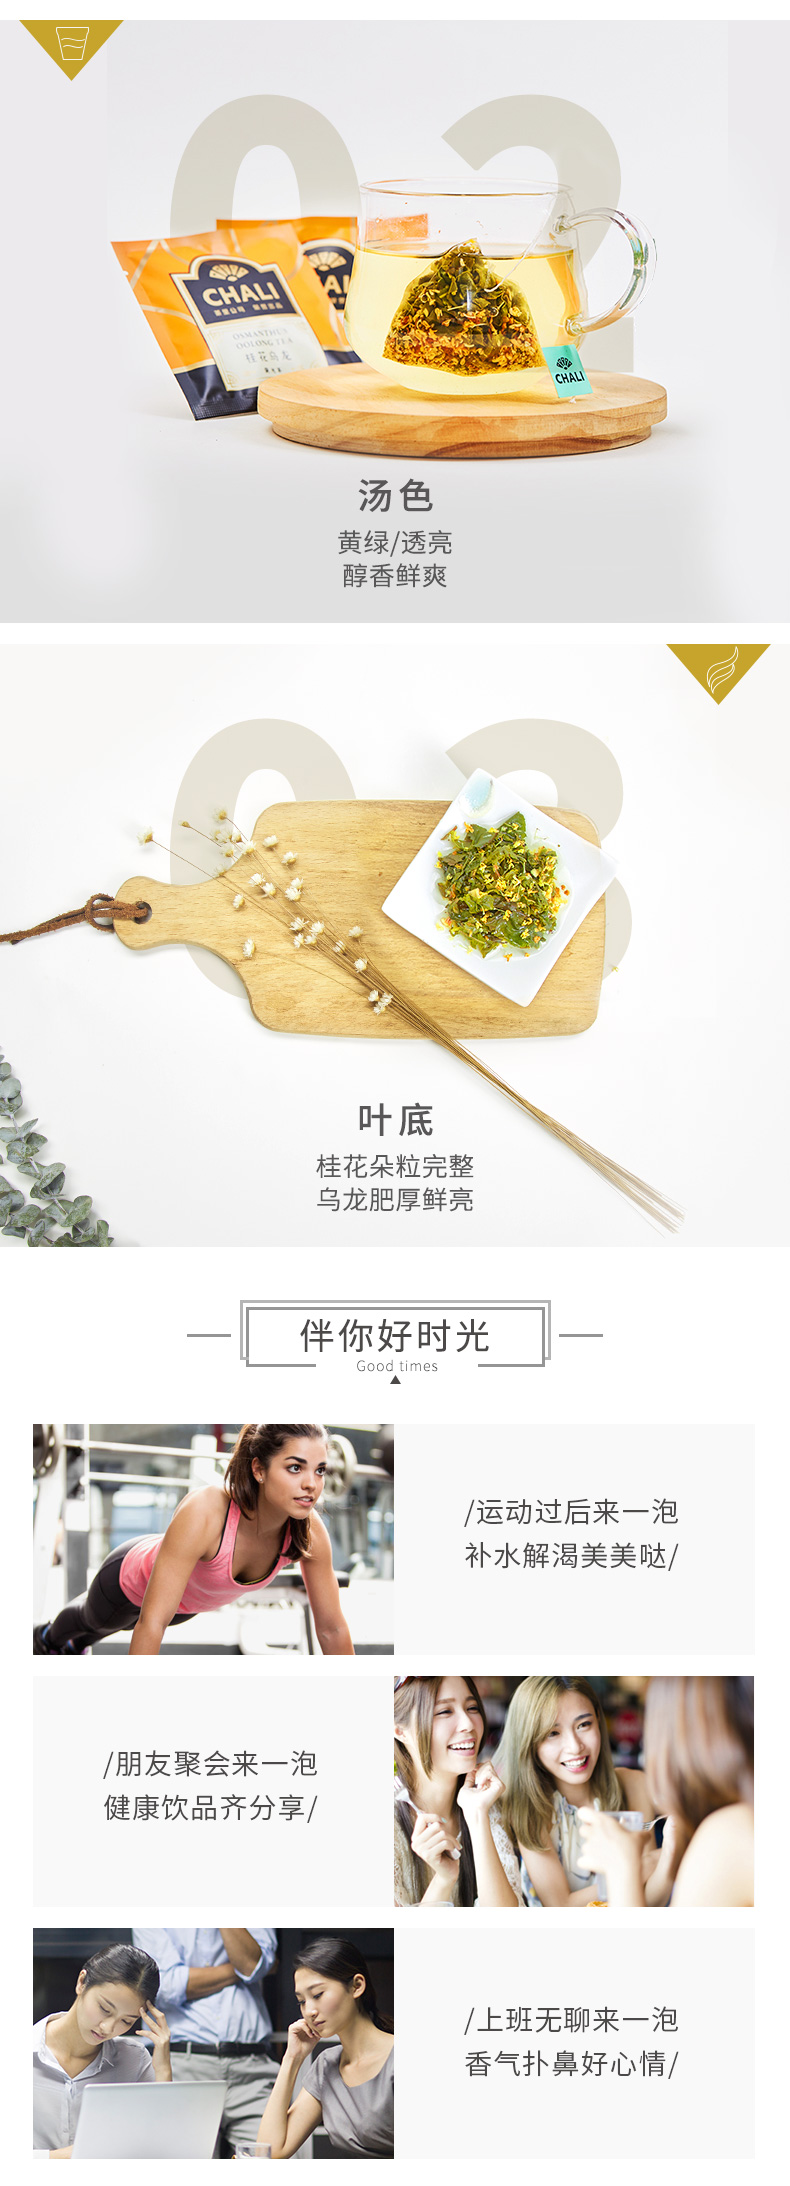 02
CHALI
OSMANTHUS
OOLONG TEA
桂花乌龙
CHALI
汤色
黄绿/透亮
醇香鲜爽
03
叶底
桂花朵粒完整
乌龙肥厚鲜亮
伴你好时光
Good times
/运动过后来一泡
补水解渴美美哒/
/朋友聚会来一泡
健康饮品齐分享/
/上班无聊来一泡
香气扑鼻好心情/